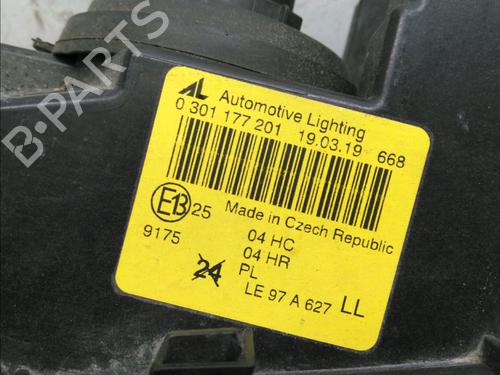 AL Automotive Lighting
0 301 177 201 19.03.19 668
E13 25 Made in Czech Republic
9175 04 HC
04 HR
24 PL
LE 97 A 627 LL
B-PARTS